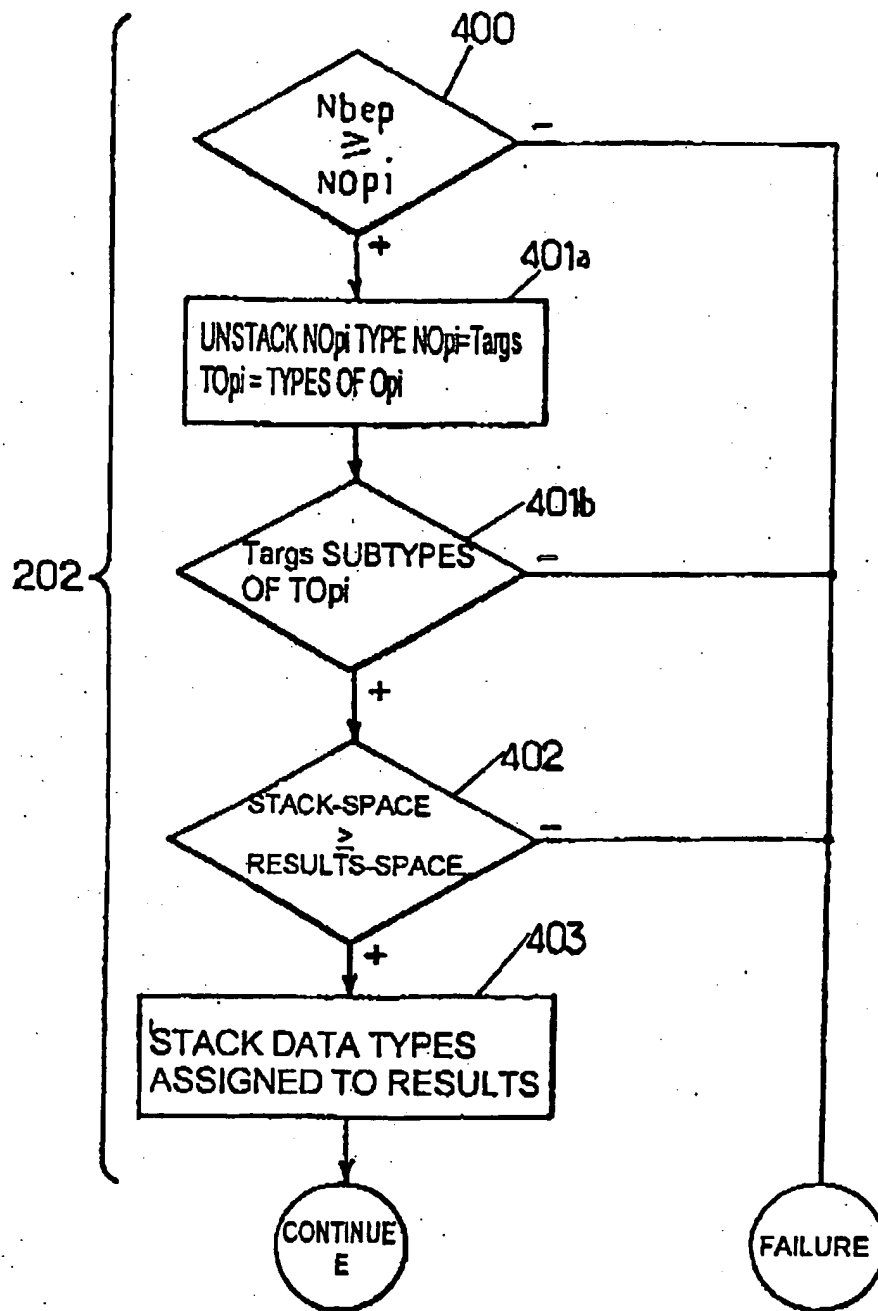 400
Nbep
≥
NOpi
-
+
401a
UNSTACK NOpi TYPE NOpi=Targs
TOpi = TYPES OF Opi
401b
Targs SUBTYPES
OF TOpi
-
+
202
402
STACK-SPACE
≥
RESULTS-SPACE
-
+
403
STACK DATA TYPES
ASSIGNED TO RESULTS
CONTINUE
E
FAILURE